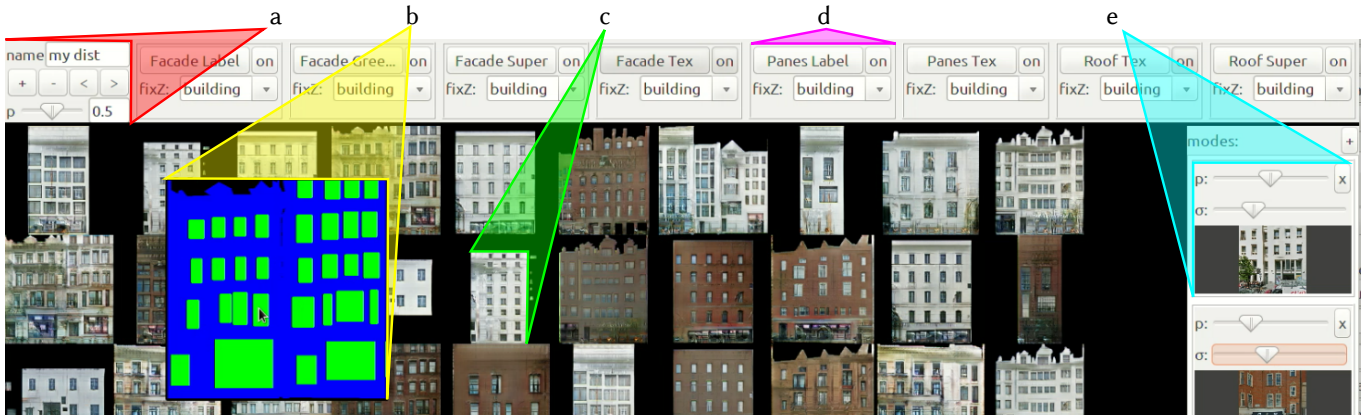 a b c d e
name my dist
Facade Label on Facade Gree... on Facade Super on Facade Tex on Panes Label on Panes Tex on Roof Tex on Roof Super on
+ - < > fixZ: building fixZ: building fixZ: building fixZ: building fixZ: building fixZ: building fixZ: building fixZ: building
p 0.5
modes: +
p: x
σ:
p: x
σ: